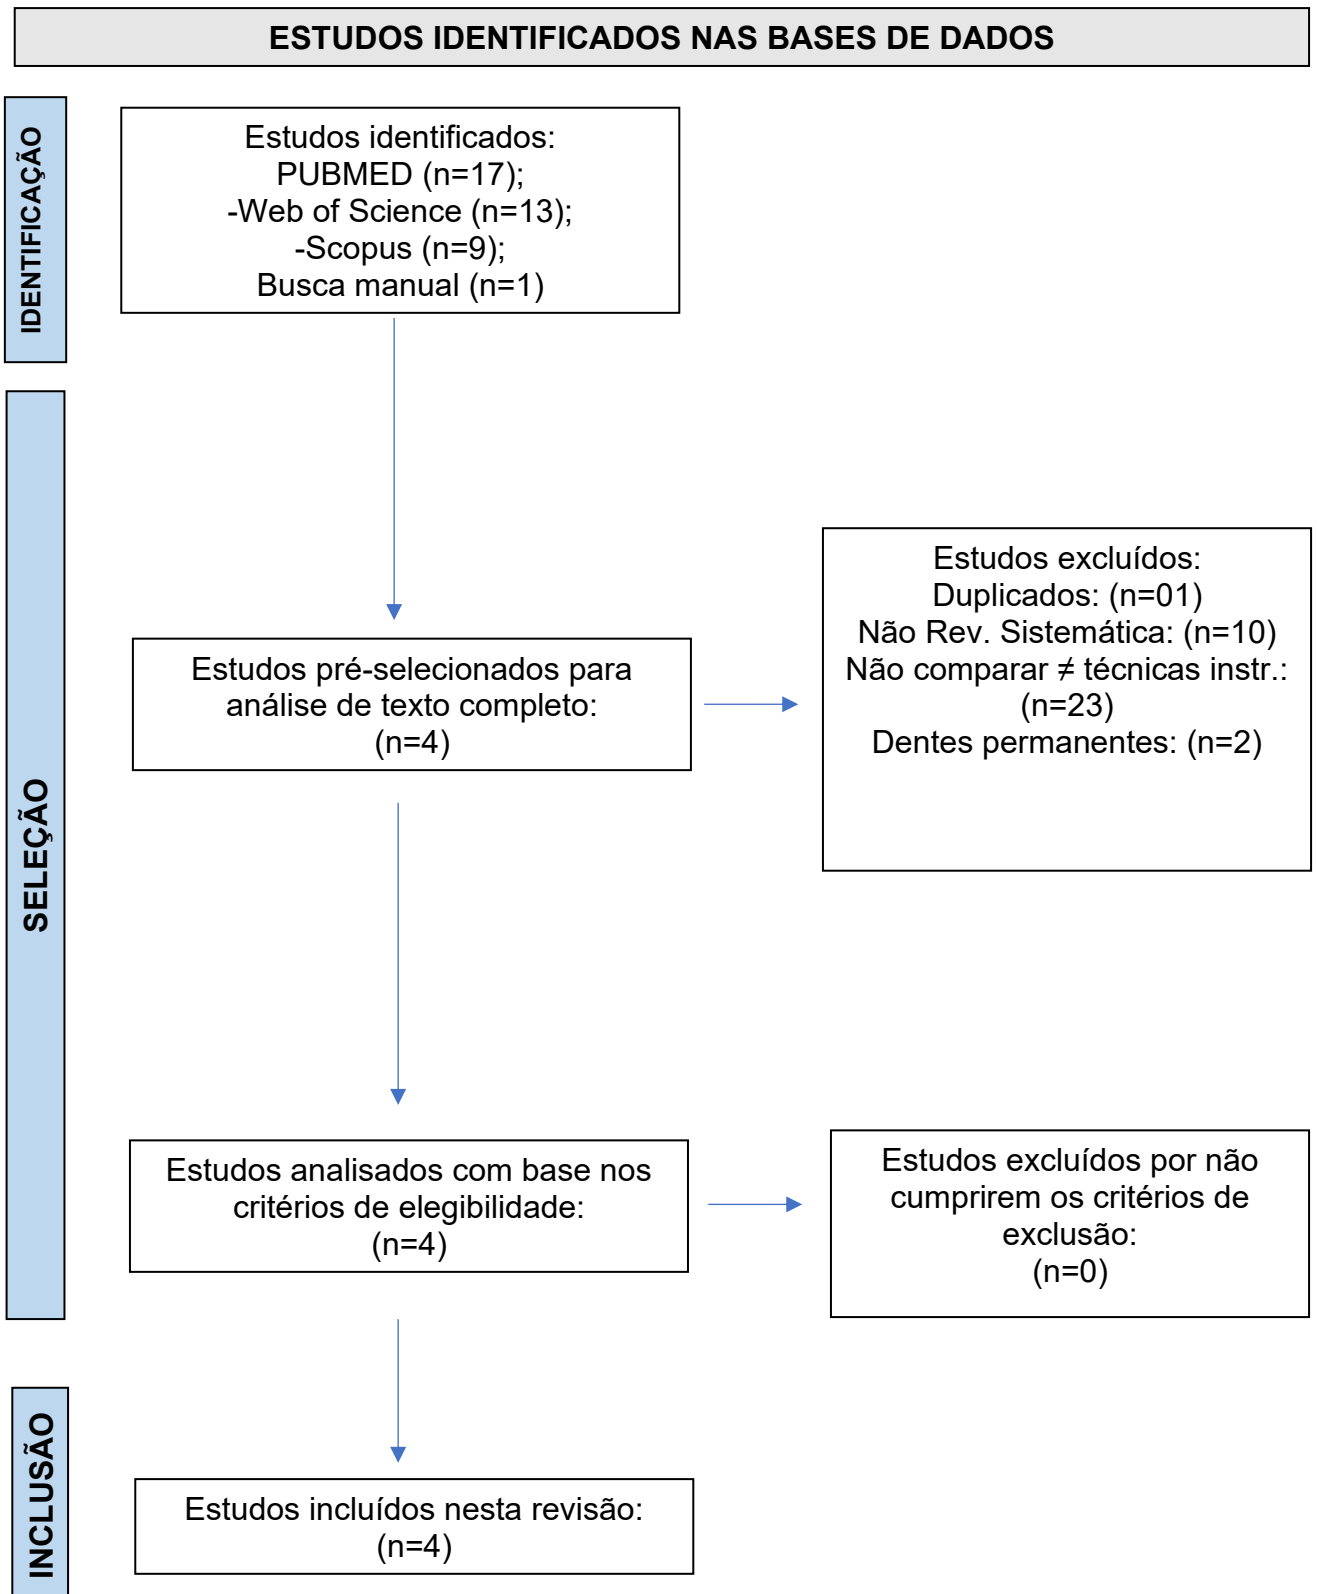 ESTUDOS IDENTIFICADOS NAS BASES DE DADOS
IDENTIFICAÇÃO
Estudos identificados:
PUBMED (n=17);
-Web of Science (n=13);
-Scopus (n=9);
Busca manual (n=1)
SELEÇÃO
Estudos pré-selecionados para
análise de texto completo:
(n=4)
Estudos excluídos:
Duplicados: (n=01)
Não Rev. Sistemática: (n=10)
Não comparar ≠ técnicas instr.:
(n=23)
Dentes permanentes: (n=2)
Estudos analisados com base nos
critérios de elegibilidade:
(n=4)
Estudos excluídos por não
cumprirem os critérios de
exclusão:
(n=0)
INCLUSÃO
Estudos incluídos nesta revisão:
(n=4)